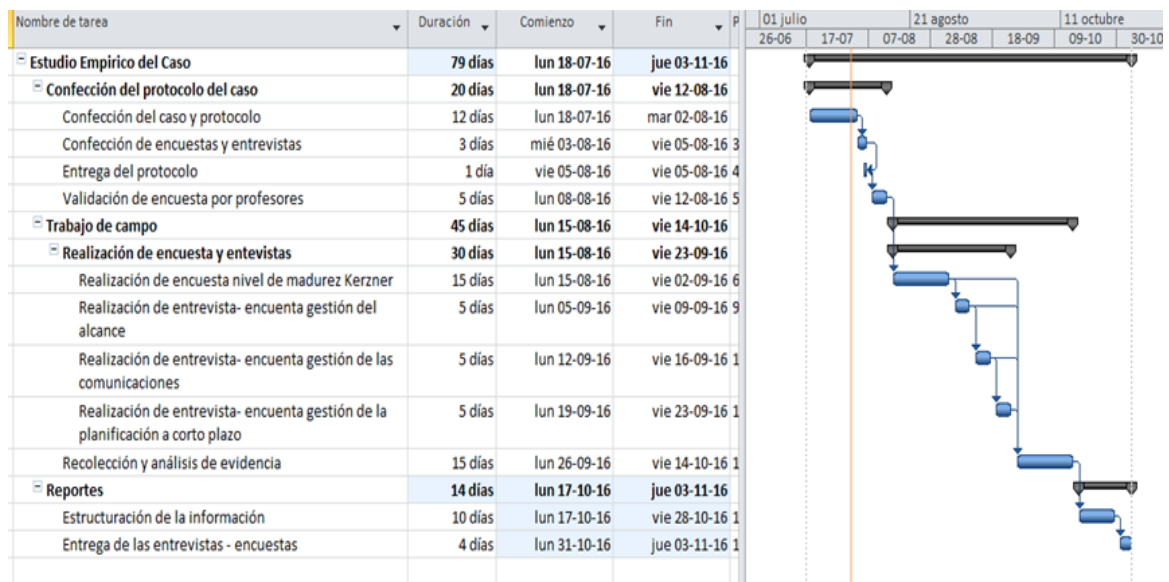 Nombre de tarea Duración Comienzo Fin P 01 julio 21 agosto 11 octubre
26-06 17-07 07-08 28-08 18-09 09-10 30-10
Estudio Empirico del Caso 79 días lun 18-07-16 jue 03-11-16
Confección del protocolo del caso 20 días lun 18-07-16 vie 12-08-16
Confección del caso y protocolo 12 días lun 18-07-16 mar 02-08-16
Confección de encuestas y entrevistas 3 días mié 03-08-16 vie 05-08-16 3
Entrega del protocolo 1 día vie 05-08-16 vie 05-08-16 4
Validación de encuesta por profesores 5 días lun 08-08-16 vie 12-08-16 5
Trabajo de campo 45 días lun 15-08-16 vie 14-10-16
Realización de encuesta y entevistas 30 días lun 15-08-16 vie 23-09-16
Realización de encuesta nivel de madurez Kerzner 15 días lun 15-08-16 vie 02-09-16 6
Realización de entrevista- encuenta gestión del 5 días lun 05-09-16 vie 09-09-16 9
alcance
Realización de entrevista- encuenta gestión de las 5 días lun 12-09-16 vie 16-09-16 1
comunicaciones
Realización de entrevista- encuenta gestión de la 5 días lun 19-09-16 vie 23-09-16 1
planificación a corto plazo
Recolección y análisis de evidencia 15 días lun 26-09-16 vie 14-10-16 1
Reportes 14 días lun 17-10-16 jue 03-11-16
Estructuración de la información 10 días lun 17-10-16 vie 28-10-16 1
Entrega de las entrevistas - encuestas 4 días lun 31-10-16 jue 03-11-16 1